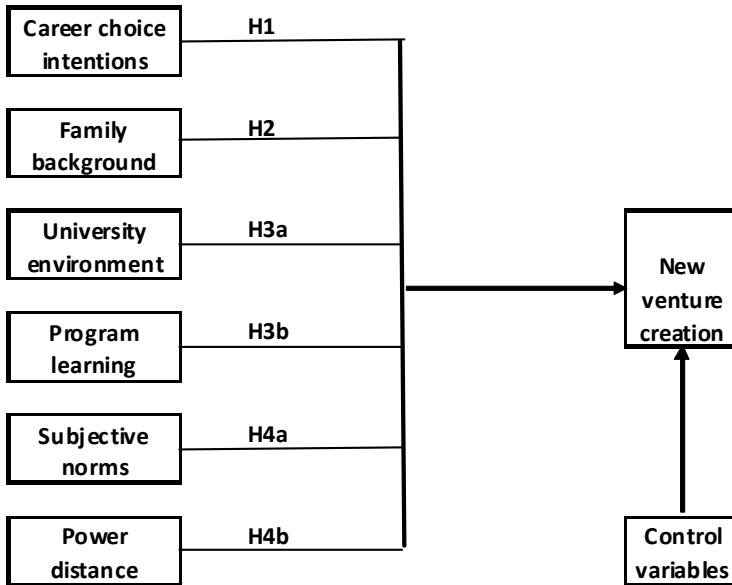 Career choice
intentions
H1
Family
background
H2
University
environment
H3a
Program
learning
H3b
Subjective
norms
H4a
Power
distance
H4b
New
venture
creation
Control
variables